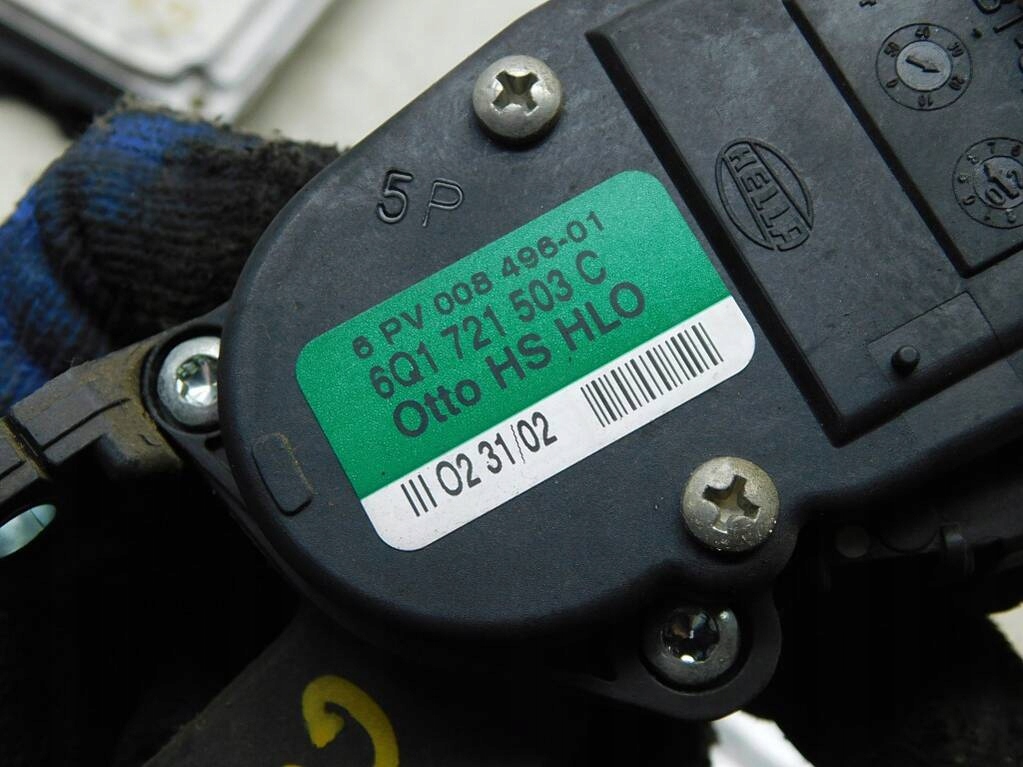 5P
HELLA
6 PV 008 496-01
6Q1 721 503 C
Otto HS HLO
III 02 31/02